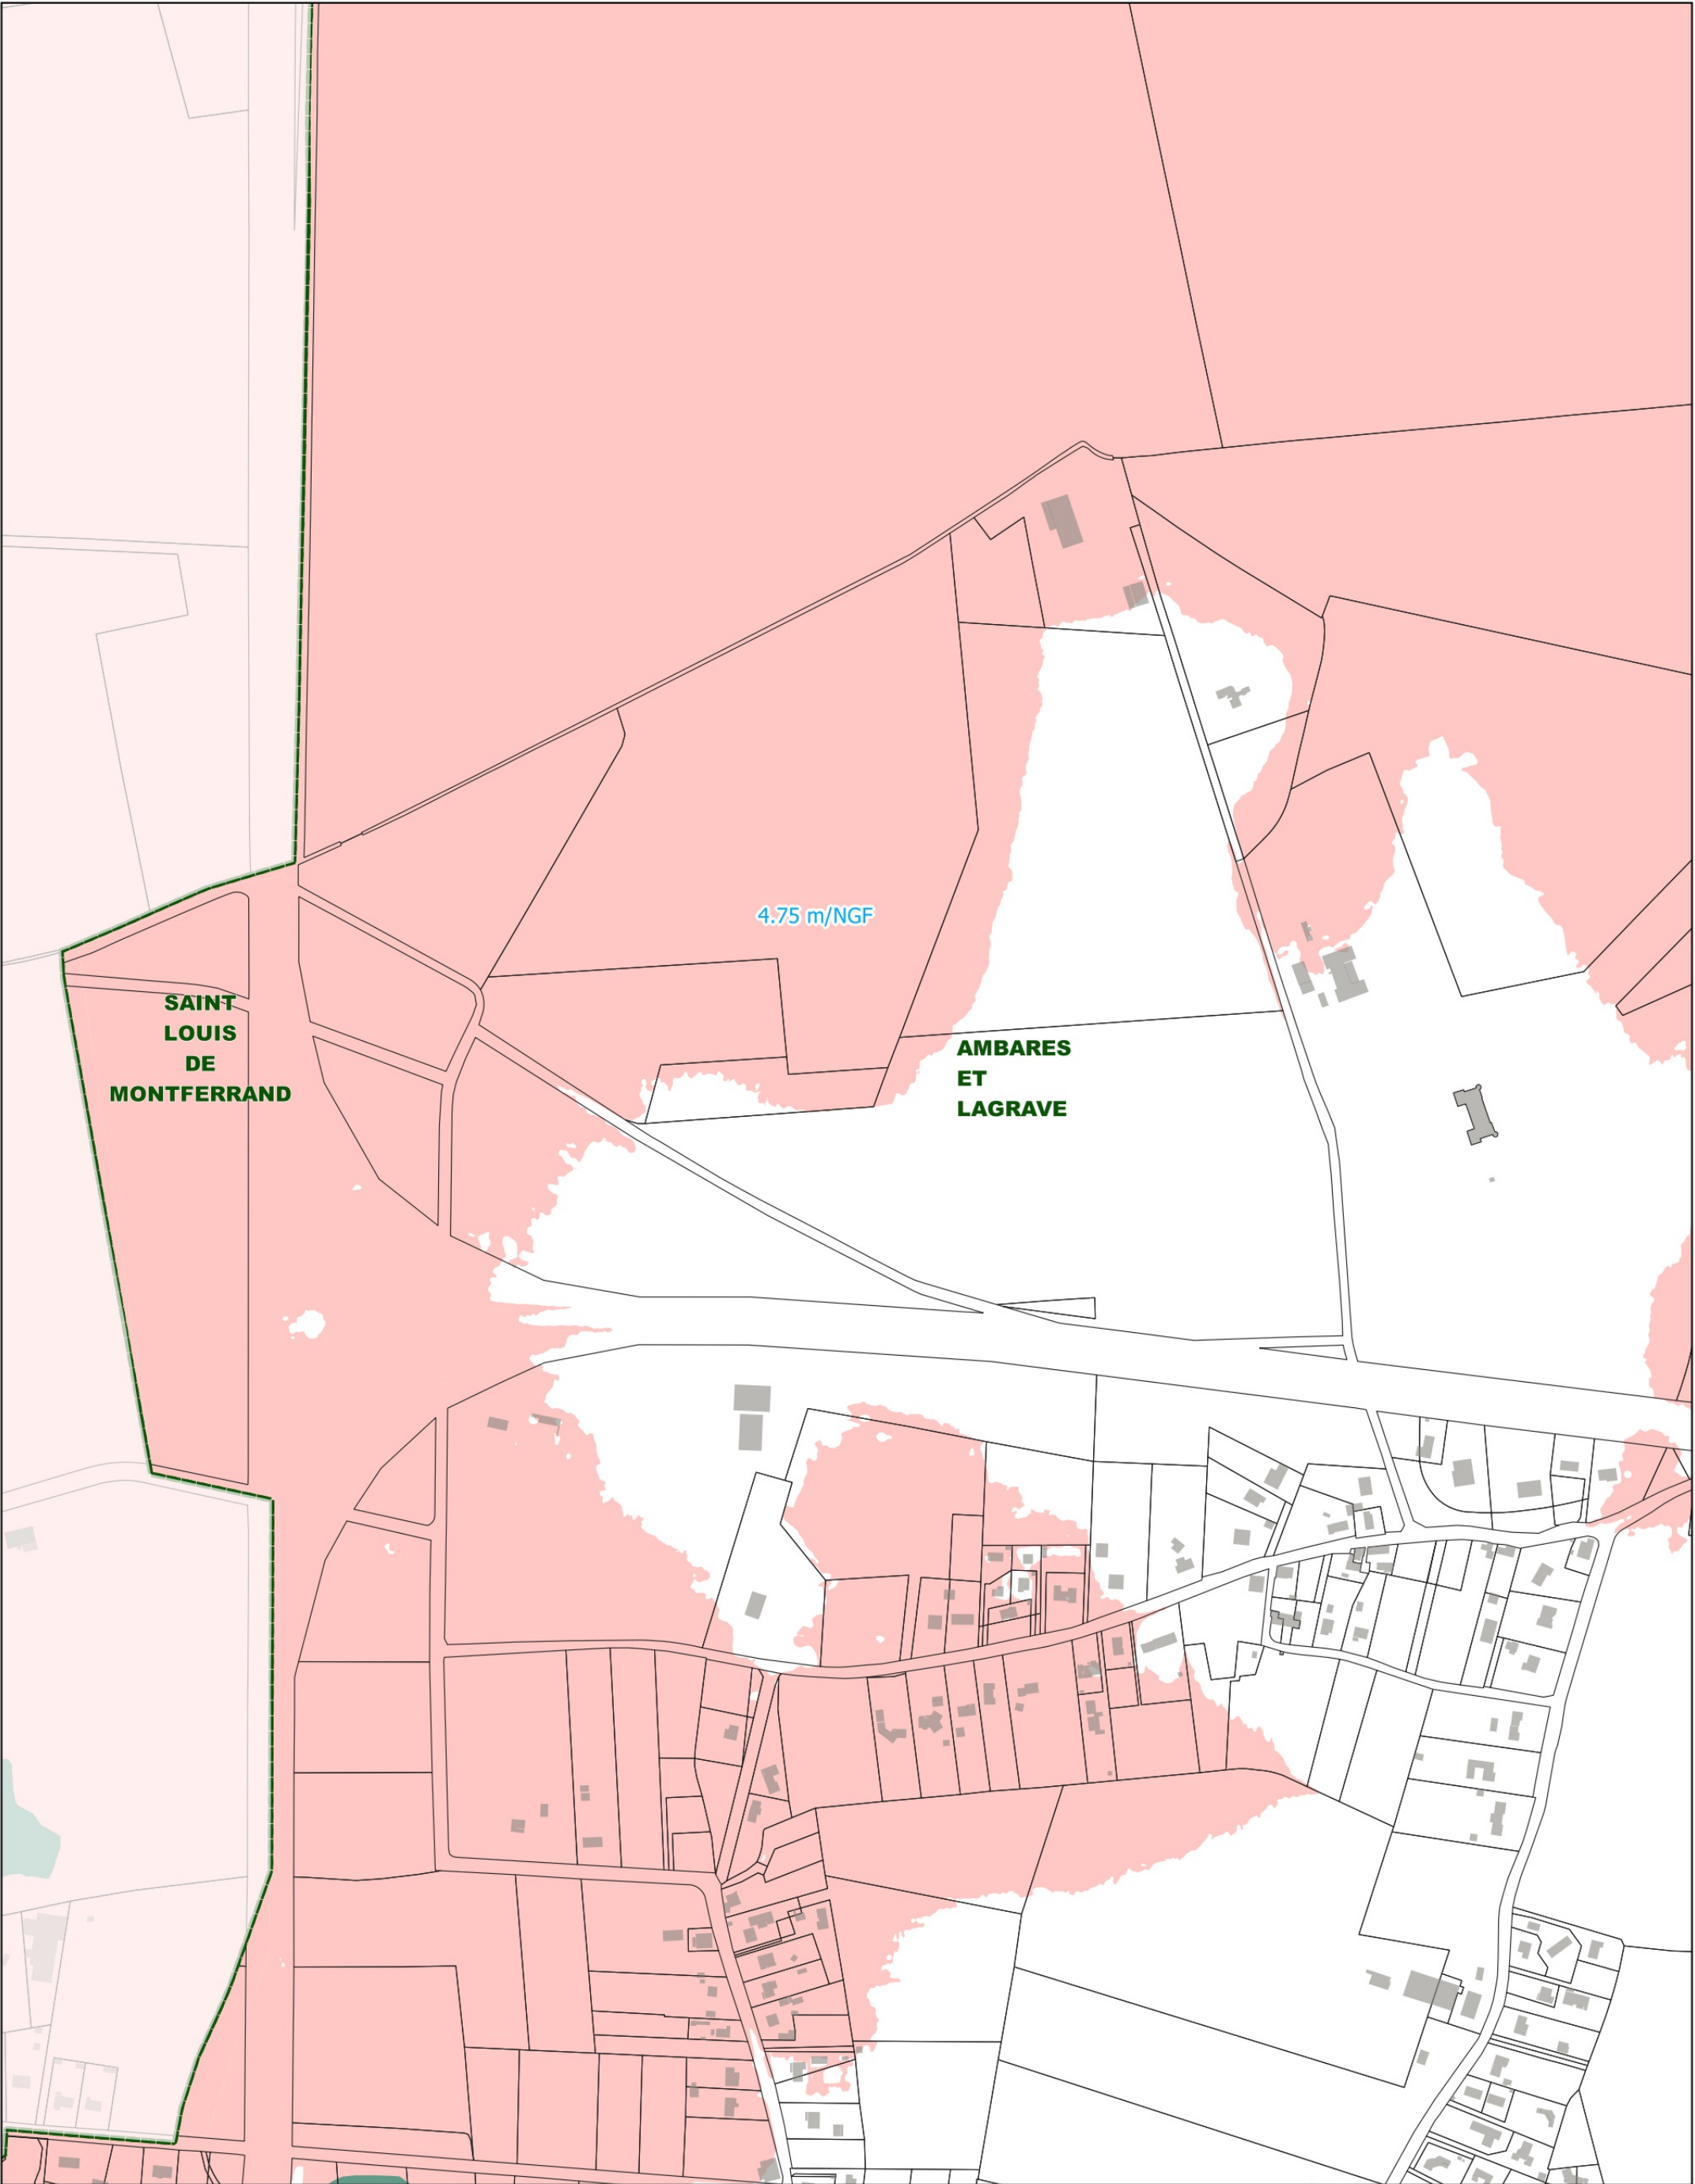 4.75 m/NGF
SAINT
LOUIS
DE
MONTFERRAND
AMBARES
ET
LAGRAVE